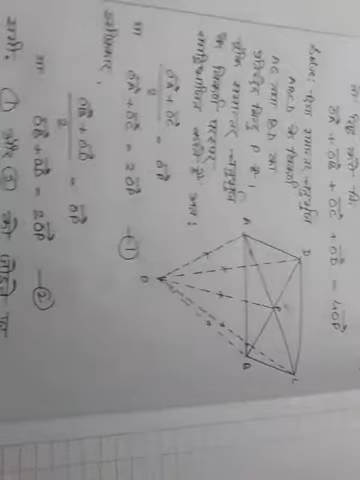 कि
OA + OB + OC + OD = 4OP
हल: समान्तर चतुर्भुज
ABCD के विकर्ण
AC तथा BD का
प्रतिच्छेद बिन्दु P है।
चूँकि समान्तर चतुर्भुज
के विकर्ण परस्पर
समद्विभाजित करते हैं अतः
A
D
P
O
B
C
OA + OC / 2 = OP
या OA + OC = 2OP —①
इसी प्रकार,
OB + OD / 2 = OP
या OB + OD = 2OP —②
समी. ① और ② को जोड़ने पर